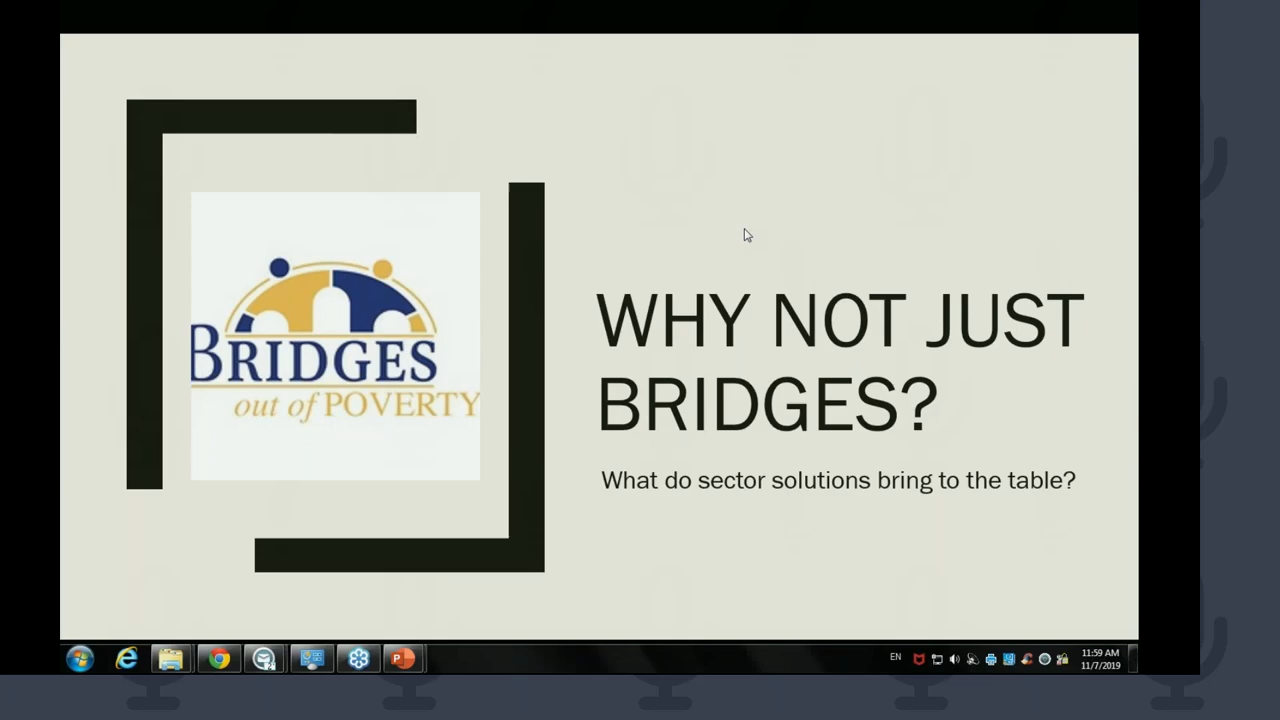 BRIDGES
out of POVERTY
WHY NOT JUST
BRIDGES?
What do sector solutions bring to the table?
EN
11:59 AM
11/7/2019